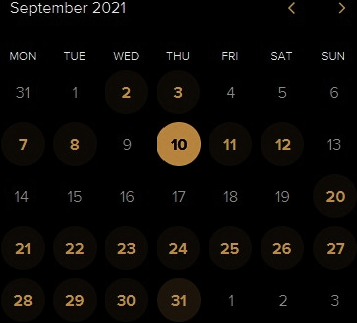 September 2021
MON TUE WED THU FRI SAT SUN
31 1 2 3 4 5 6
7 8 9 10 11 12 13
14 15 16 17 18 19 20
21 22 23 24 25 26 27
28 29 30 31 1 2 3